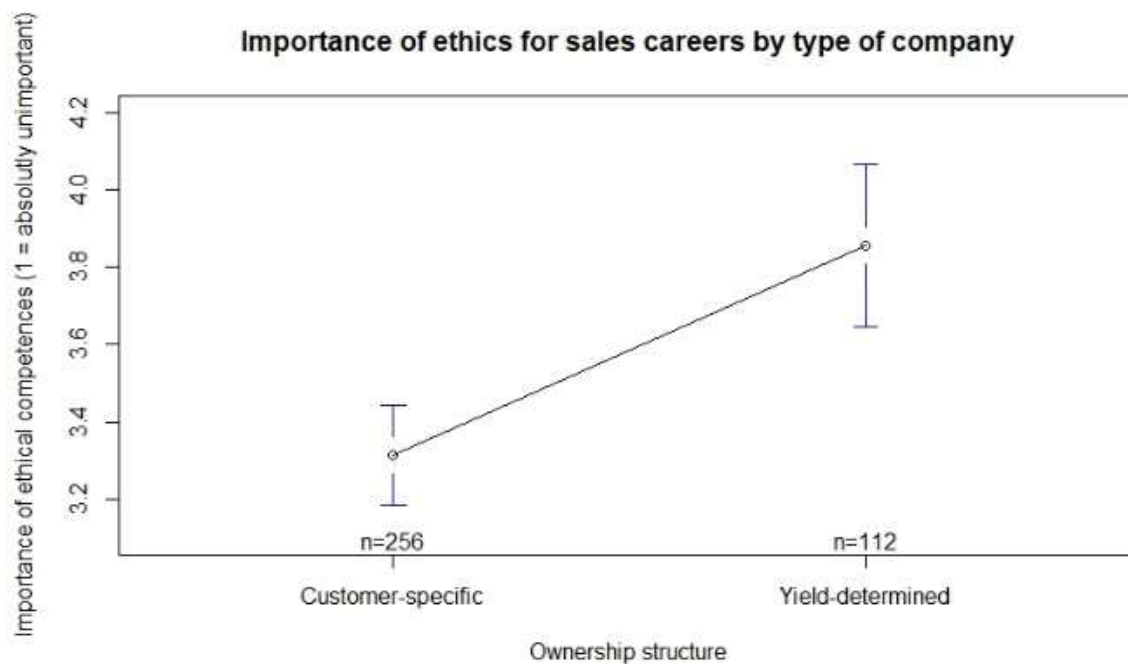 Importance of ethics for sales careers by type of company
Importance of ethical competences (1 = absolutly unimportant)
4.2
4.0
3.8
3.6
3.4
3.2
n=256
n=112
Customer-specific
Yield-determined
Ownership structure